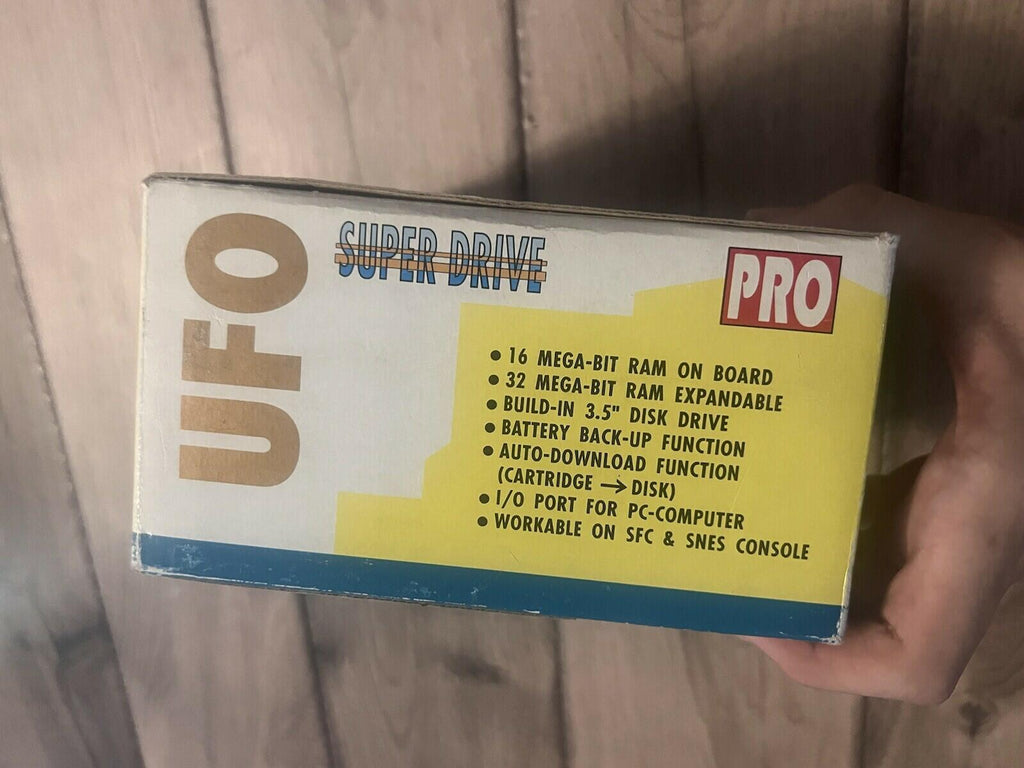 UFO
SUPER DRIVE
PRO
● 16 MEGA-BIT RAM ON BOARD
● 32 MEGA-BIT RAM EXPANDABLE
● BUILD-IN 3.5" DISK DRIVE
● BATTERY BACK-UP FUNCTION
● AUTO-DOWNLOAD FUNCTION
(CARTRIDGE → DISK)
● I/O PORT FOR PC-COMPUTER
● WORKABLE ON SFC & SNES CONSOLE